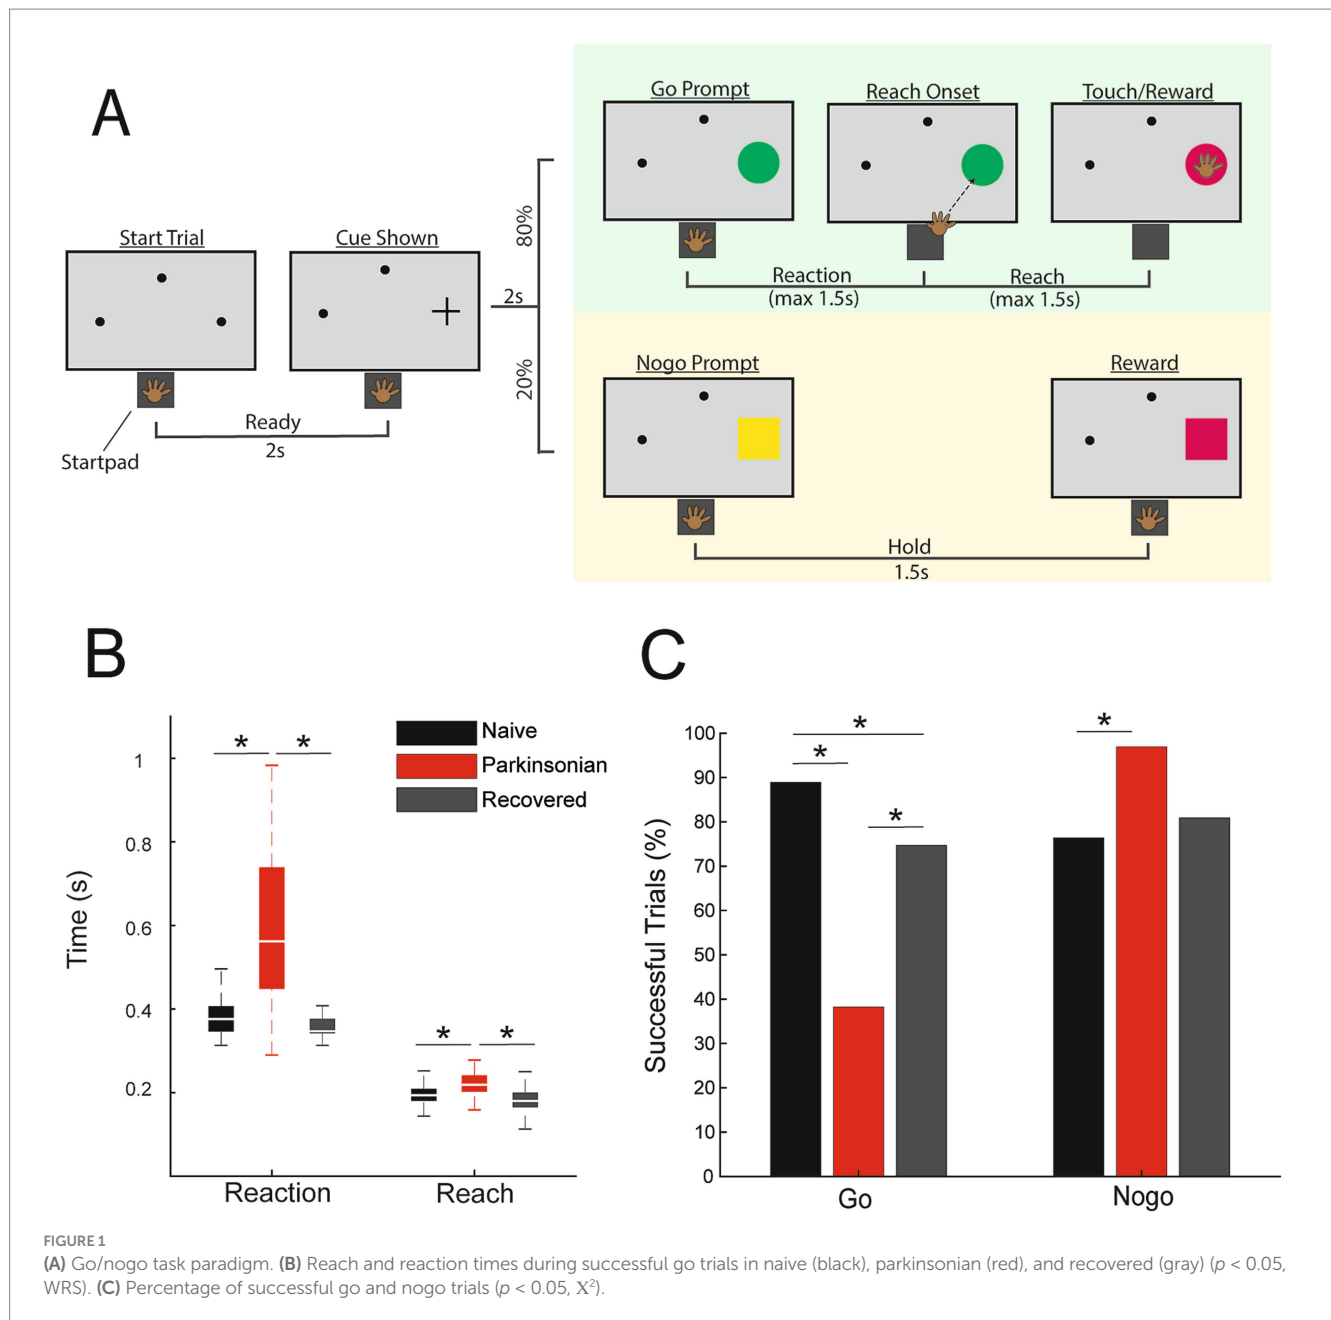 A
Start Trial
Cue Shown
Startpad
Ready
2s
2s
80%
20%
Go Prompt
Reach Onset
Touch/Reward
Reaction
(max 1.5s)
Reach
(max 1.5s)
Nogo Prompt
Reward
Hold
1.5s
B
Time (s)
1
0.8
0.6
0.4
0.2
* *
* *
Naive
Parkinsonian
Recovered
Reaction
Reach
C
Successful Trials (%)
100
90
80
70
60
50
40
30
20
10
0
*
*
*
*
Go
Nogo
FIGURE 1
(A) Go/nogo task paradigm. (B) Reach and reaction times during successful go trials in naive (black), parkinsonian (red), and recovered (gray) (p < 0.05,
WRS). (C) Percentage of successful go and nogo trials (p < 0.05, X²).